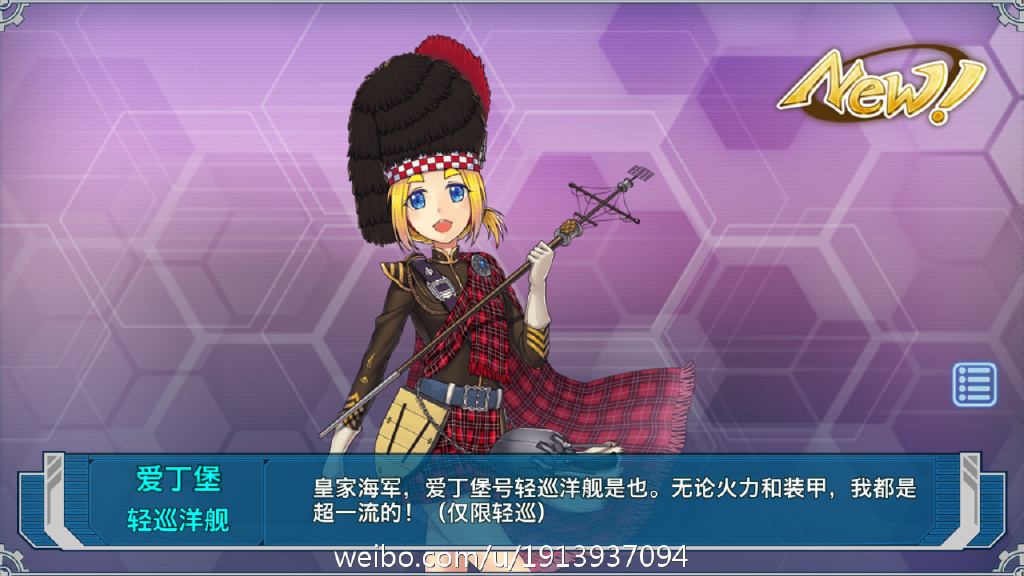 New!
爱丁堡
轻巡洋舰
皇家海军，爱丁堡号轻巡洋舰是也。无论火力和装甲，我都是
超一流的！（仅限轻巡）
weibo.com/u/1913937094